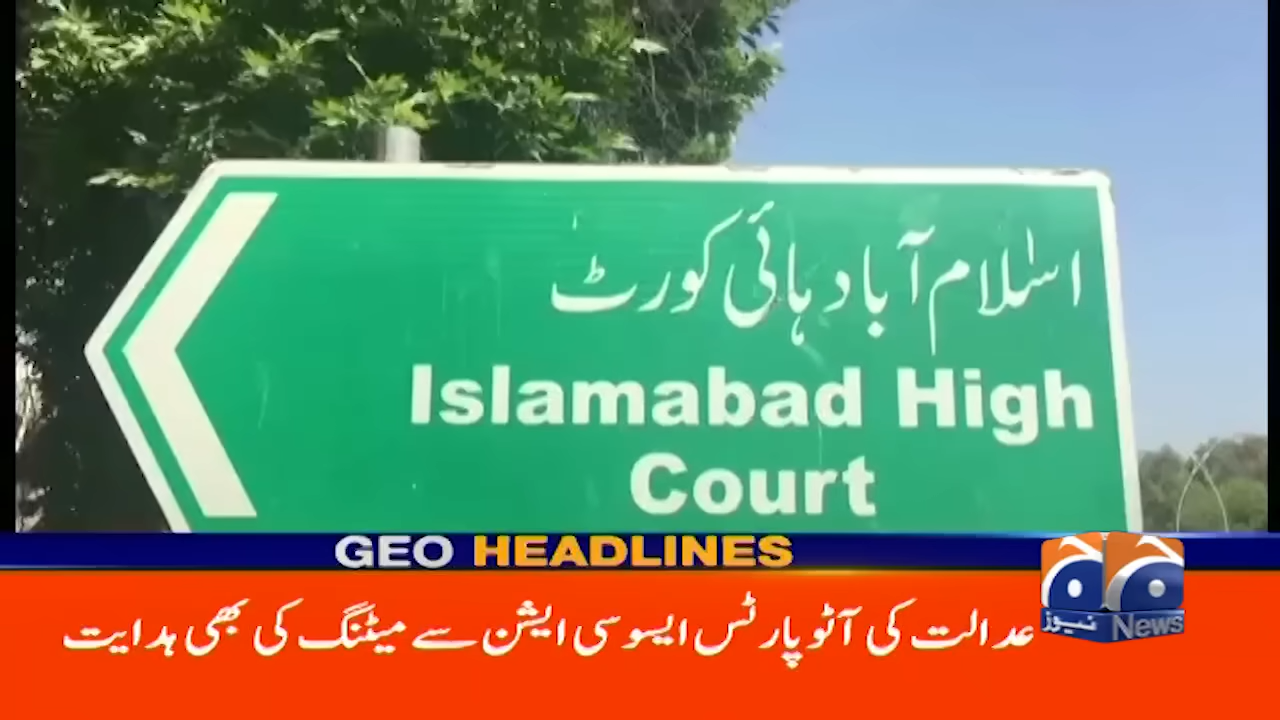 اسلام آباد ہائی کورٹ
Islamabad High
Court
GEO HEADLINES
عدالت کی آٹو پارٹس ایسوسی ایشن سے میٹنگ کی بھی ہدایت
نیوز News